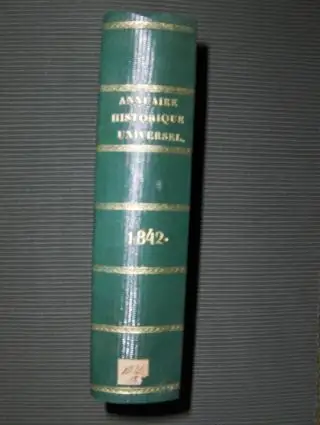 ANNUAIRE
HISTORIQUE
UNIVERSEL.
1842.